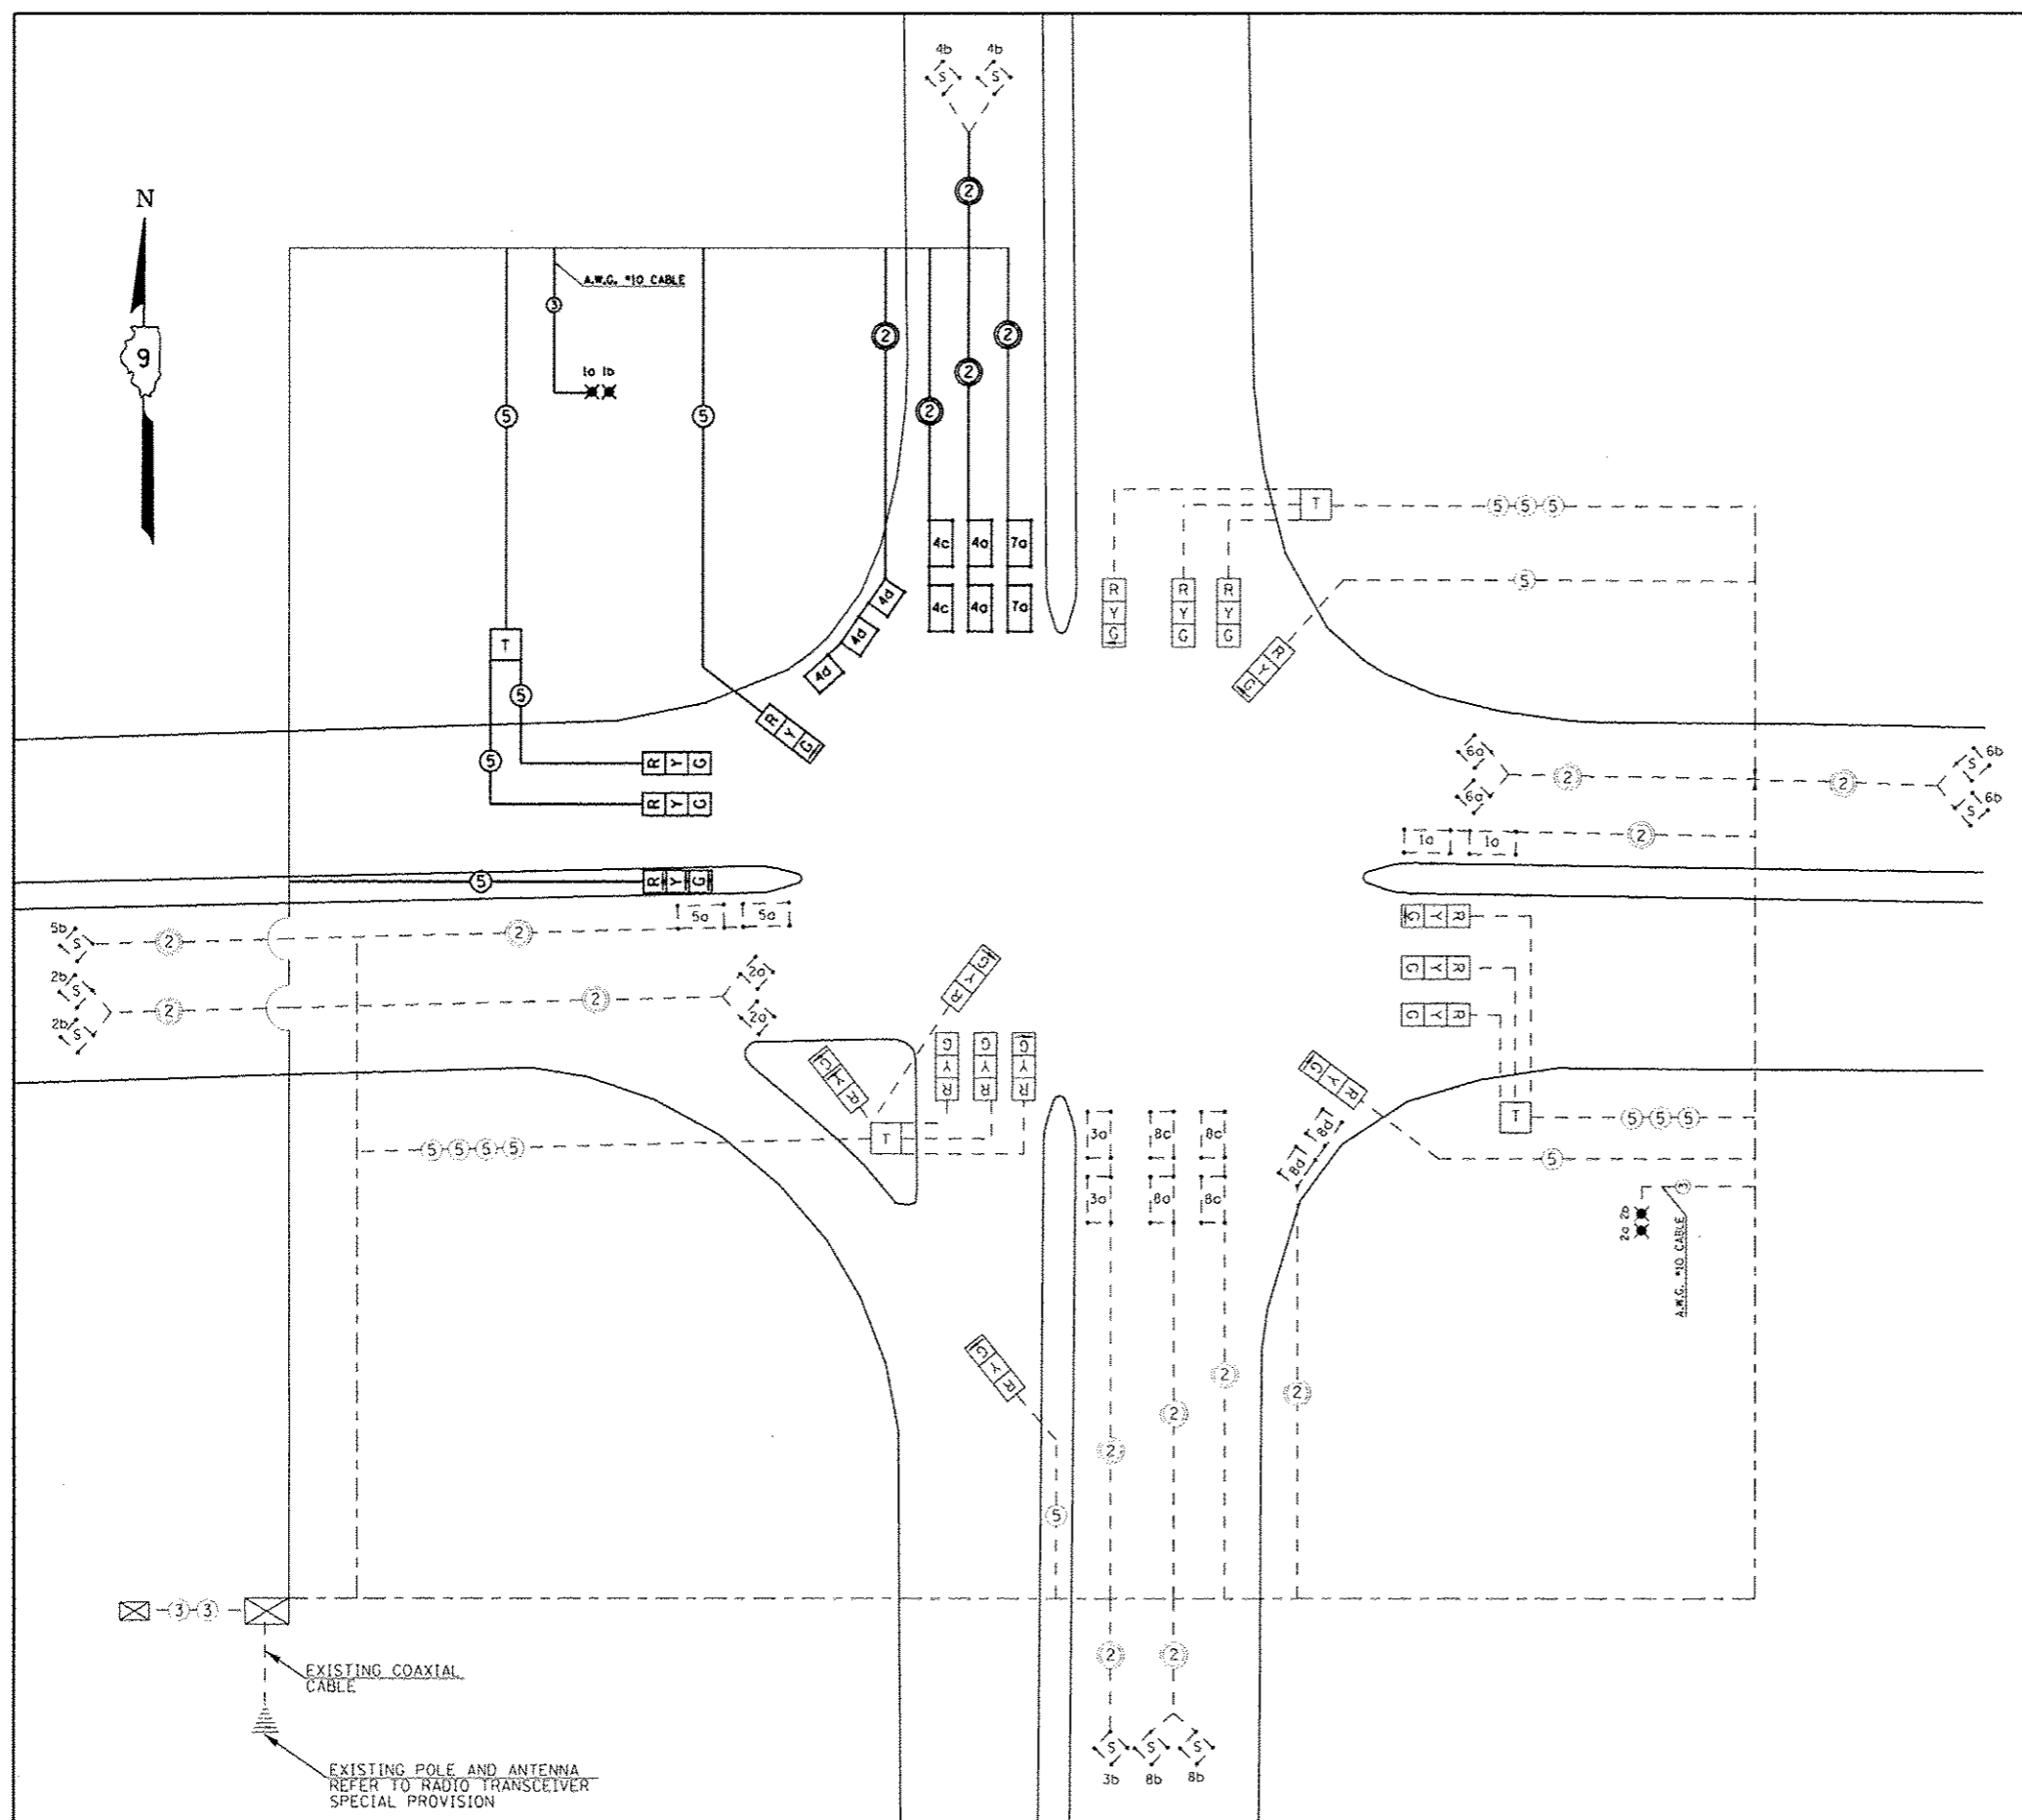 4b 4b
S S
N
2
9
A.W.G. #10 CABLE
3
2 2
1a 1b
2
5 5
2
T 5 5 5
4c 4a 7a
5
R R R
Y Y Y
G G G
4c 4a 7a
4d
4d
4d
T
R Y G
5
R Y G
6a 2 2 S 6b
6a S 6b
5
R Y G
R Y G
2
1a 1a
5
R Y G
5a 5a
R Y G
5b
S 2 2
R Y G
2b
S 2 2a
2b S 2 2a
R Y G
R Y G
R Y G
G G G
Y Y Y
R R R
R Y G
T
5 5 5 5 T
5 5 5
3a 8c 8c
8d
8d
5
3a 8a 8c
3
2a 2b
A.W.G. #10 CABLE
R Y G
2
2
2
2
5
3 3
2 2
EXISTING COAXIAL
CABLE
S S S
3b 8b 8b
EXISTING POLE AND ANTENNA
REFER TO RADIO TRANSCEIVER
SPECIAL PROVISION